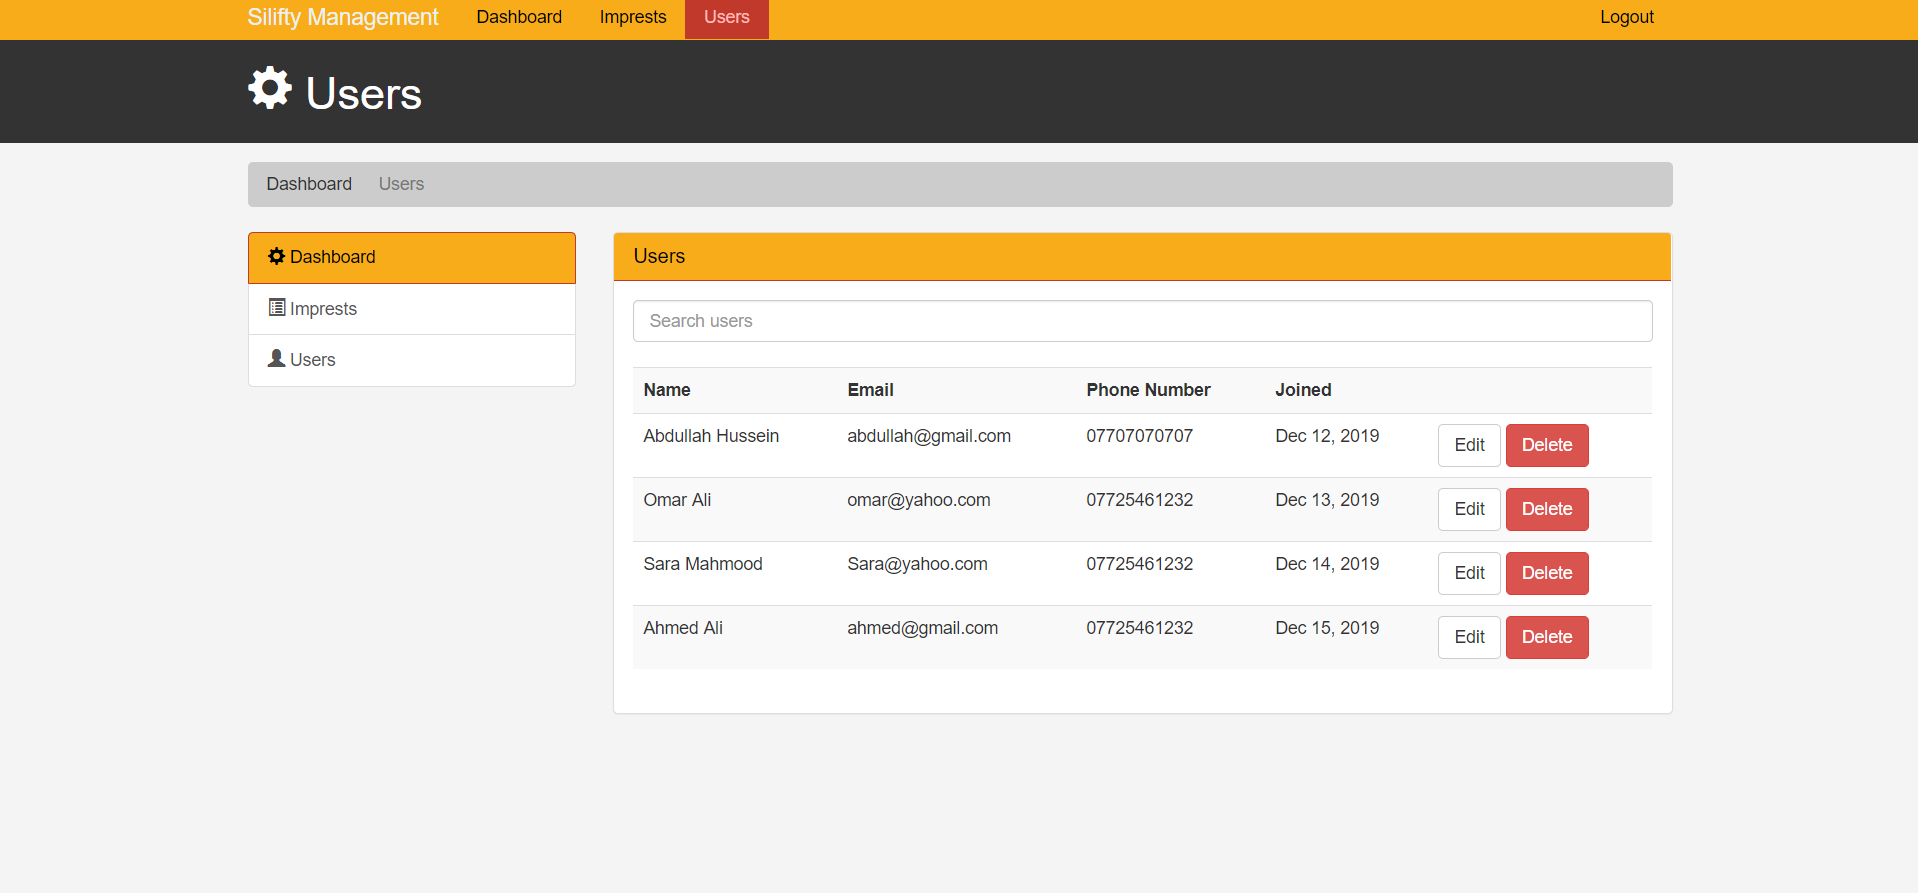 Silifty Management Dashboard Imprests Users Logout
Users
Dashboard Users
Dashboard
Imprests
Users
Users
Search users
Name Email Phone Number Joined
Abdullah Hussein abdullah@gmail.com 07707070707 Dec 12, 2019 Edit Delete
Omar Ali omar@yahoo.com 07725461232 Dec 13, 2019 Edit Delete
Sara Mahmood Sara@yahoo.com 07725461232 Dec 14, 2019 Edit Delete
Ahmed Ali ahmed@gmail.com 07725461232 Dec 15, 2019 Edit Delete